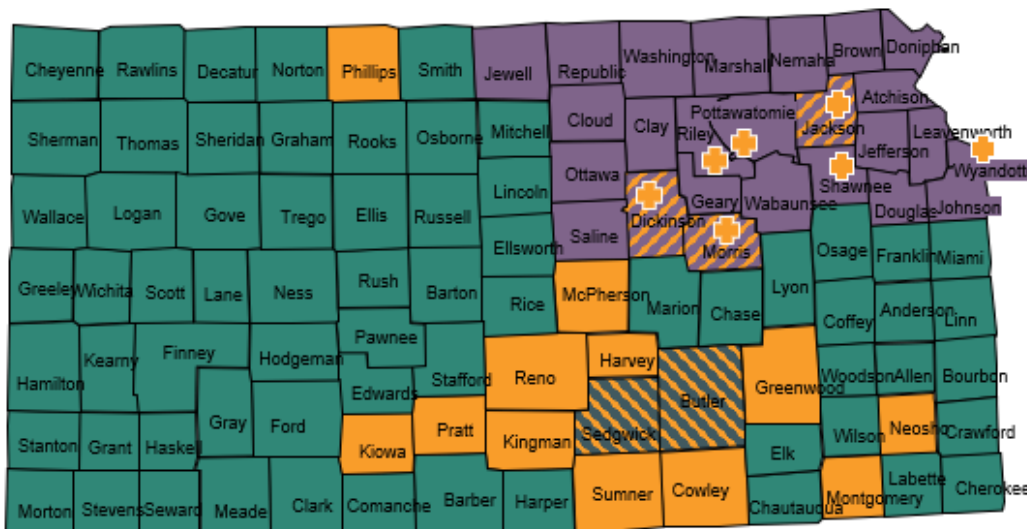 Cheyenne
Rawlins
Decatur
Norton
Phillips
Smith
Jewell
Republic
Washington
Marshall
Nemaha
Brown
Doniphan
Sherman
Thomas
Sheridan
Graham
Rooks
Osborne
Mitchell
Cloud
Clay
Riley
Pottawatomie
Jackson
Atchison
Jefferson
Leavenworth
Wyandott
Wallace
Logan
Gove
Trego
Ellis
Russell
Lincoln
Ottawa
Dickinson
Geary
Wabaunsee
Shawnee
Douglas
Johnson
Greeley
Wichita
Scott
Lane
Ness
Rush
Barton
Ellsworth
Saline
Morris
Osage
Franklin
Miami
Rice
McPherson
Marion
Chase
Lyon
Coffey
Anderson
Linn
Hamilton
Kearny
Finney
Hodgeman
Pawnee
Edwards
Stafford
Reno
Harvey
Butler
Greenwood
Woodson
Allen
Bourbon
Stanton
Grant
Haskell
Gray
Ford
Kiowa
Pratt
Kingman
Sedgwick
Elk
Wilson
Neosho
Crawford
Morton
Stevens
Seward
Meade
Clark
Comanche
Barber
Harper
Sumner
Cowley
Chautauqua
Montgomery
Labette
Cherokee